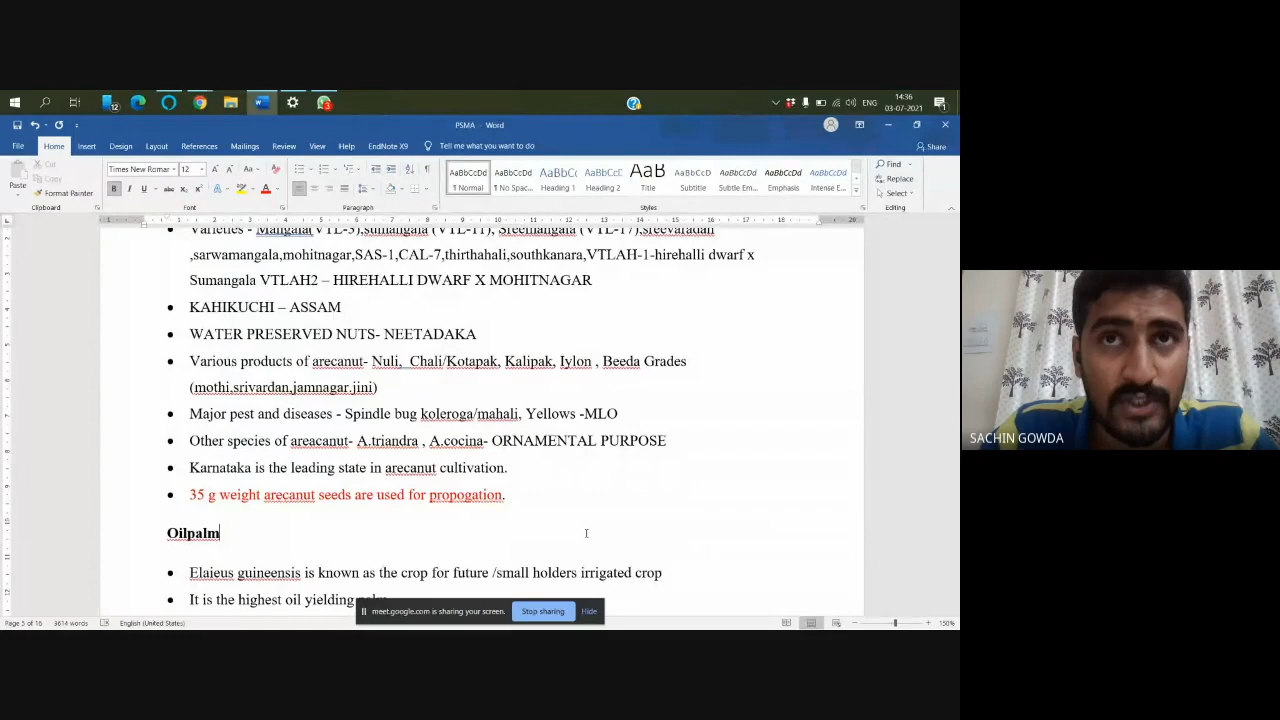 14:36
12
3
ENG
03-07-2021
PSMA - Word
File Home Insert Design Layout References Mailings Review View Help EndNote X9 Tell me what you want to do Share
Paste
Cut
Copy
Format Painter
Clipboard
Times New Romar 12
Font
Paragraph
AaBbCcDd AaBbCcDd AaBbC( AaBbCcD AaB AaBbCcD AaBbCcDd AaBbCcDd AaBbCcDd
¶ Normal ¶ No Spac... Heading 1 Heading 2 Title Subtitle Subtle Em... Emphasis Intense E...
Styles
Find
Replace
Select
Editing
Varieties - Mangala(VTL-3),sumangala (VTL-11), Sreemangala (VTL-17),sreevaradan
,sarwamangala,mohitnagar,SAS-1,CAL-7,thirthahali,southkanara,VTLAH-1-hirehalli dwarf x
Sumangala VTLAH2 – HIREHALLI DWARF X MOHITNAGAR
• KAHIKUCHI – ASSAM
• WATER PRESERVED NUTS- NEETADAKA
• Various products of arecanut- Nuli, Chali/Kotapak, Kalipak, Iylon , Beeda Grades
(mothi,srivardan,jamnagar,jini)
• Major pest and diseases - Spindle bug koleroga/mahali, Yellows -MLO
• Other species of areacanut- A.triandra , A.cocina- ORNAMENTAL PURPOSE
• Karnataka is the leading state in arecanut cultivation.
• 35 g weight arecanut seeds are used for propogation.
Oilpalm
• Elaieus guineensis is known as the crop for future /small holders irrigated crop
• It is the highest oil yielding
meet.google.com is sharing your screen. Stop sharing Hide
Page 5 of 16 3614 words English (United States) 150%
SACHIN GOWDA